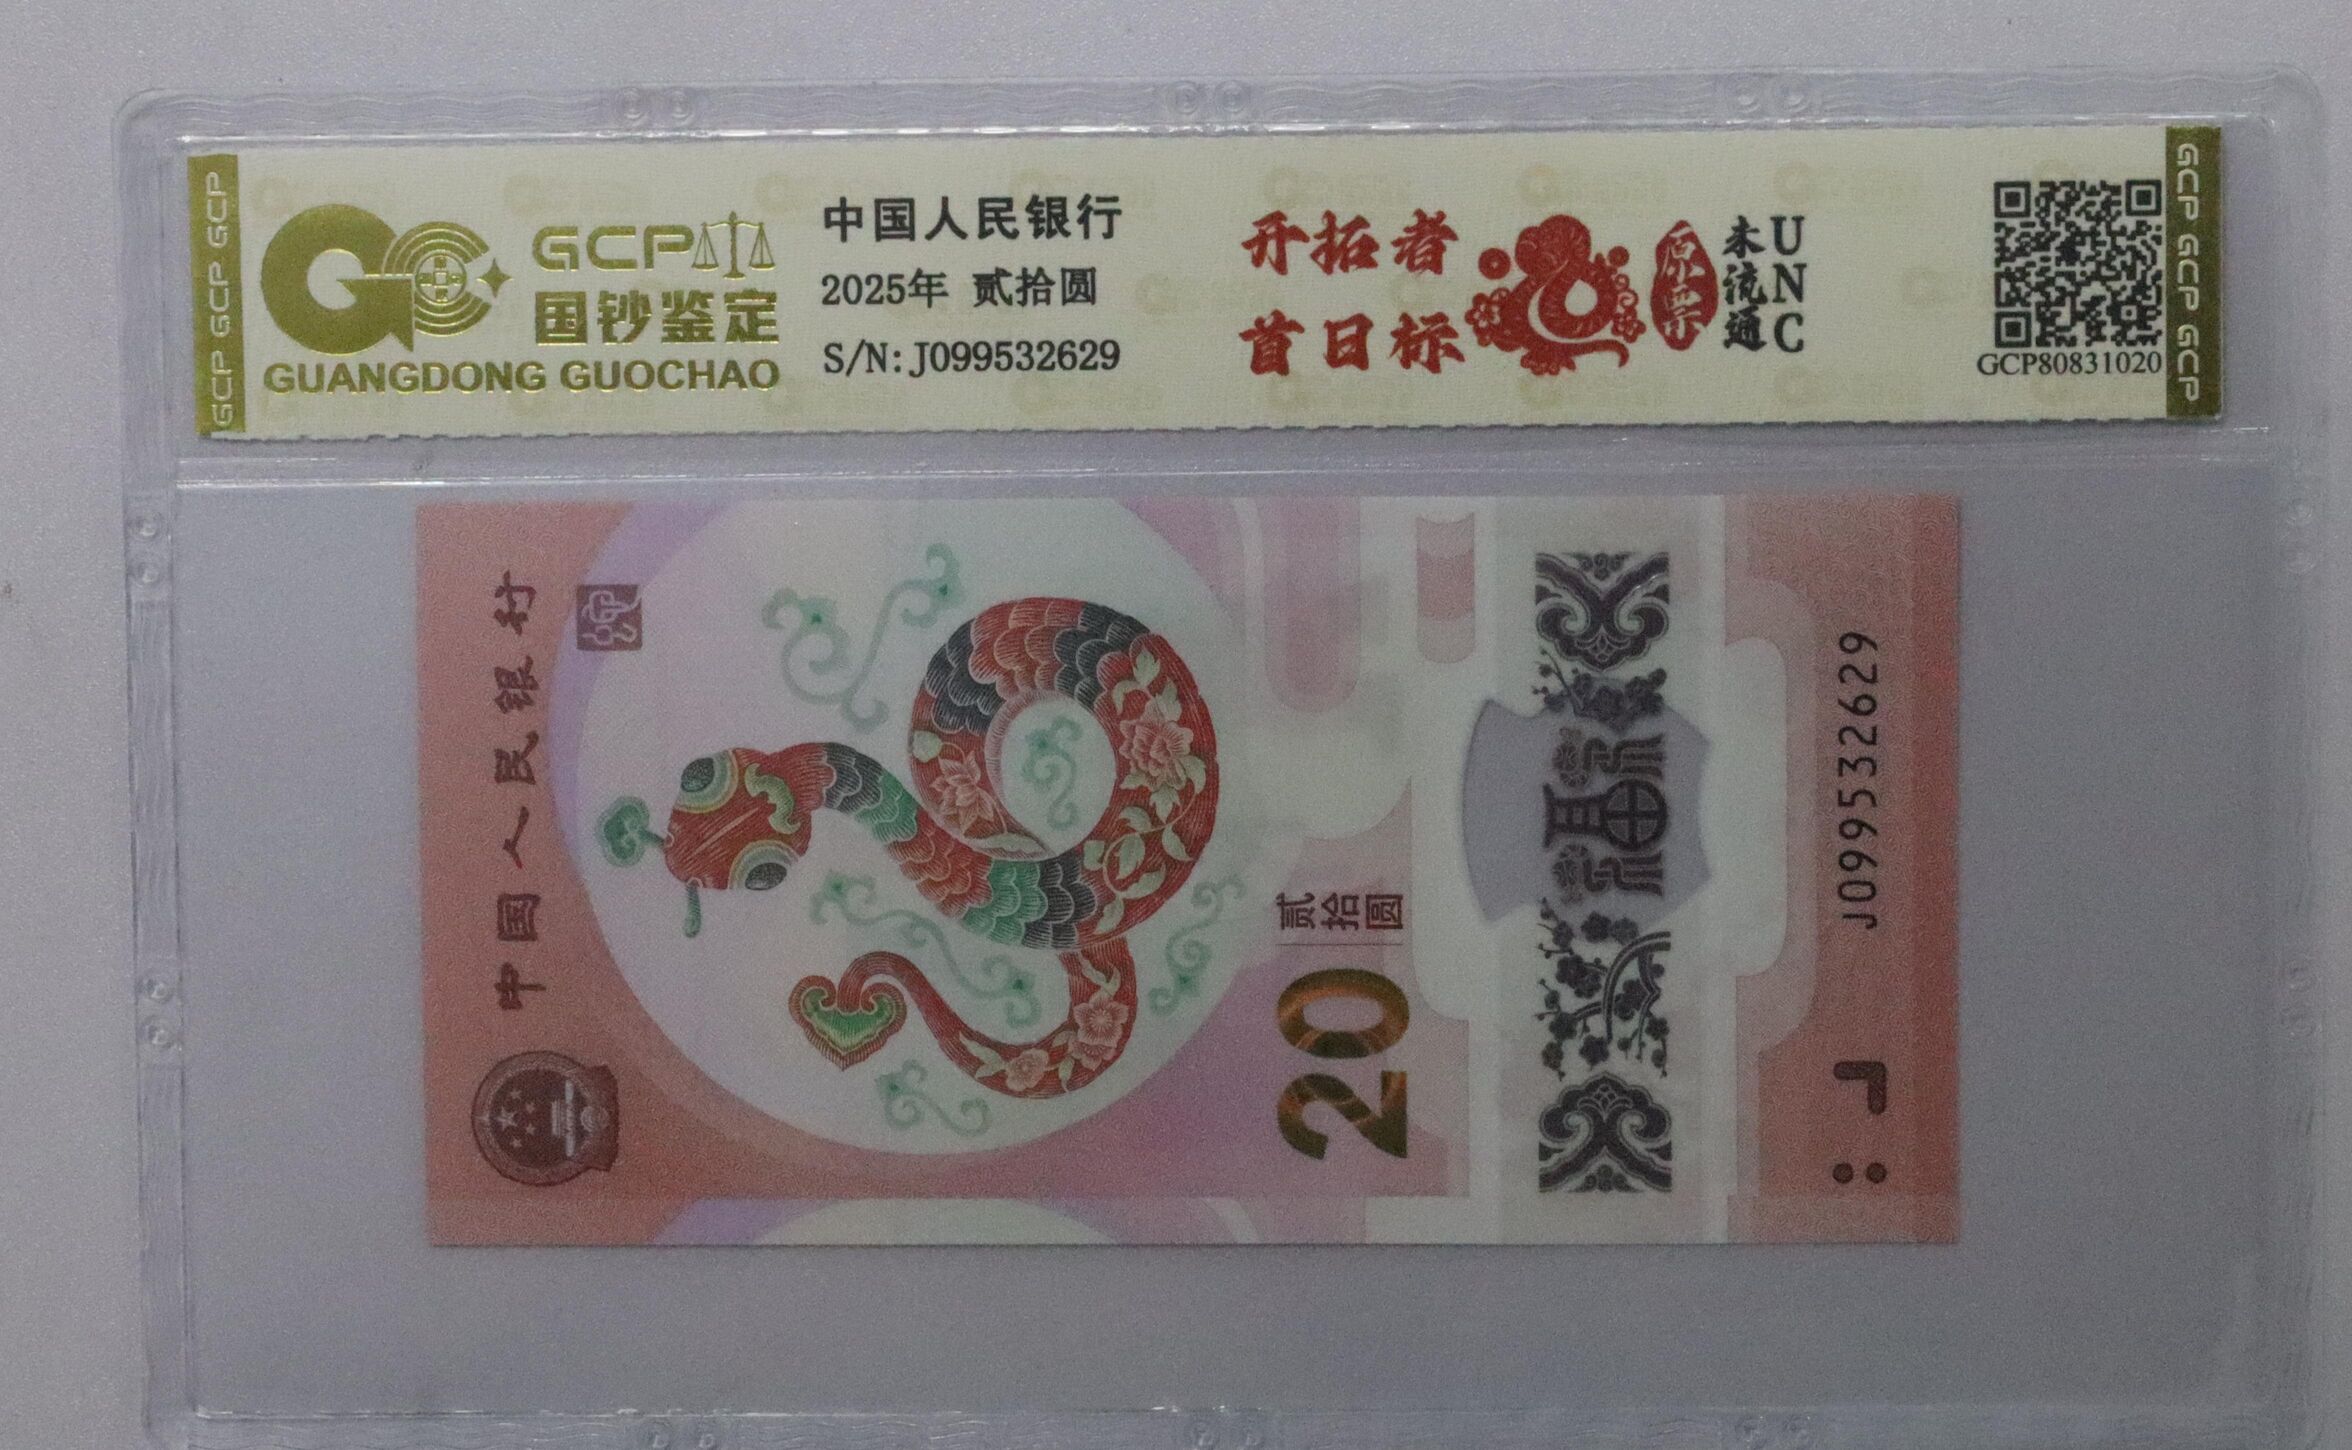 GCP GCP GCP
GCP
国钞鉴定
GUANGDONG GUOCHAO
中国人民银行
2025年 贰拾圆
S/N: J099532629
开拓者
首日标
原票
未流通
UNC
GCP80831020
GCP GCP GCP
中国人民银行
贰拾圆
20
福
J099532629